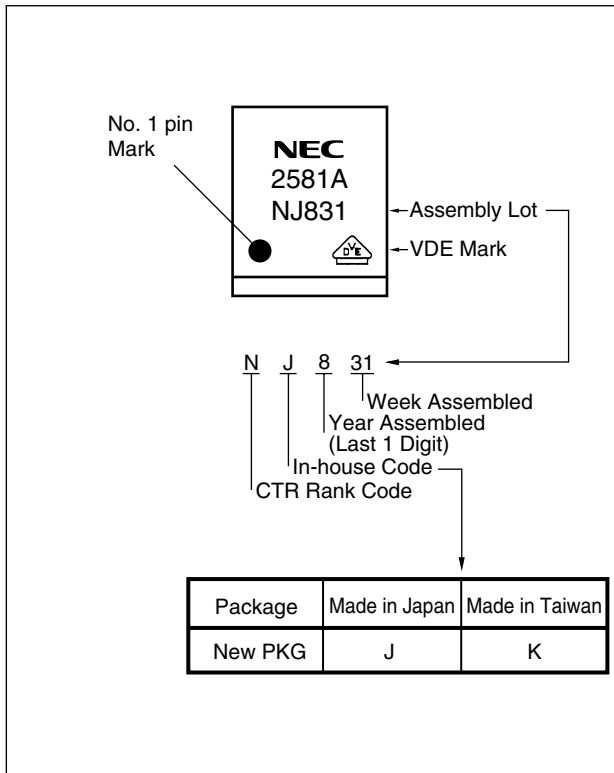 No. 1 pin
Mark
NEC
2581A
NJ831
Assembly Lot
VDE Mark
N J 8 31
Week Assembled
Year Assembled
(Last 1 Digit)
In-house Code
CTR Rank Code
Package Made in Japan Made in Taiwan
New PKG J K